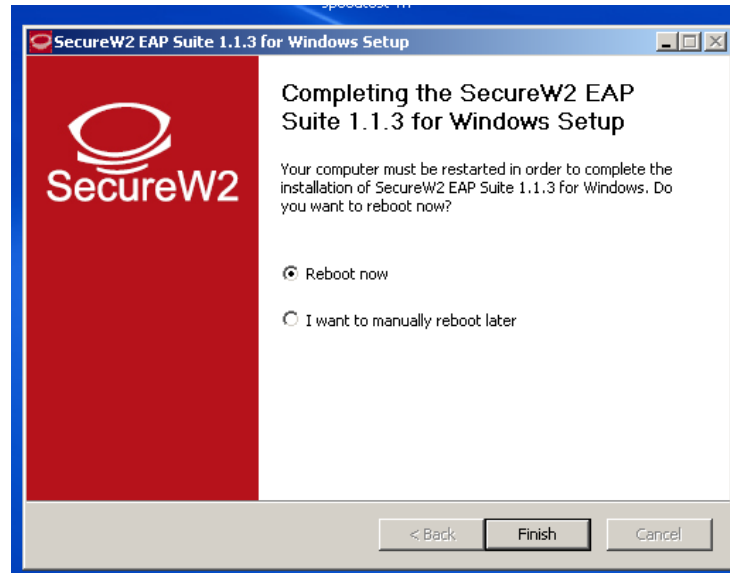 SecureW2 EAP Suite 1.1.3 for Windows Setup
SecureW2
Completing the SecureW2 EAP
Suite 1.1.3 for Windows Setup
Your computer must be restarted in order to complete the
installation of SecureW2 EAP Suite 1.1.3 for Windows. Do
you want to reboot now?
Reboot now
I want to manually reboot later
< Back
Finish
Cancel